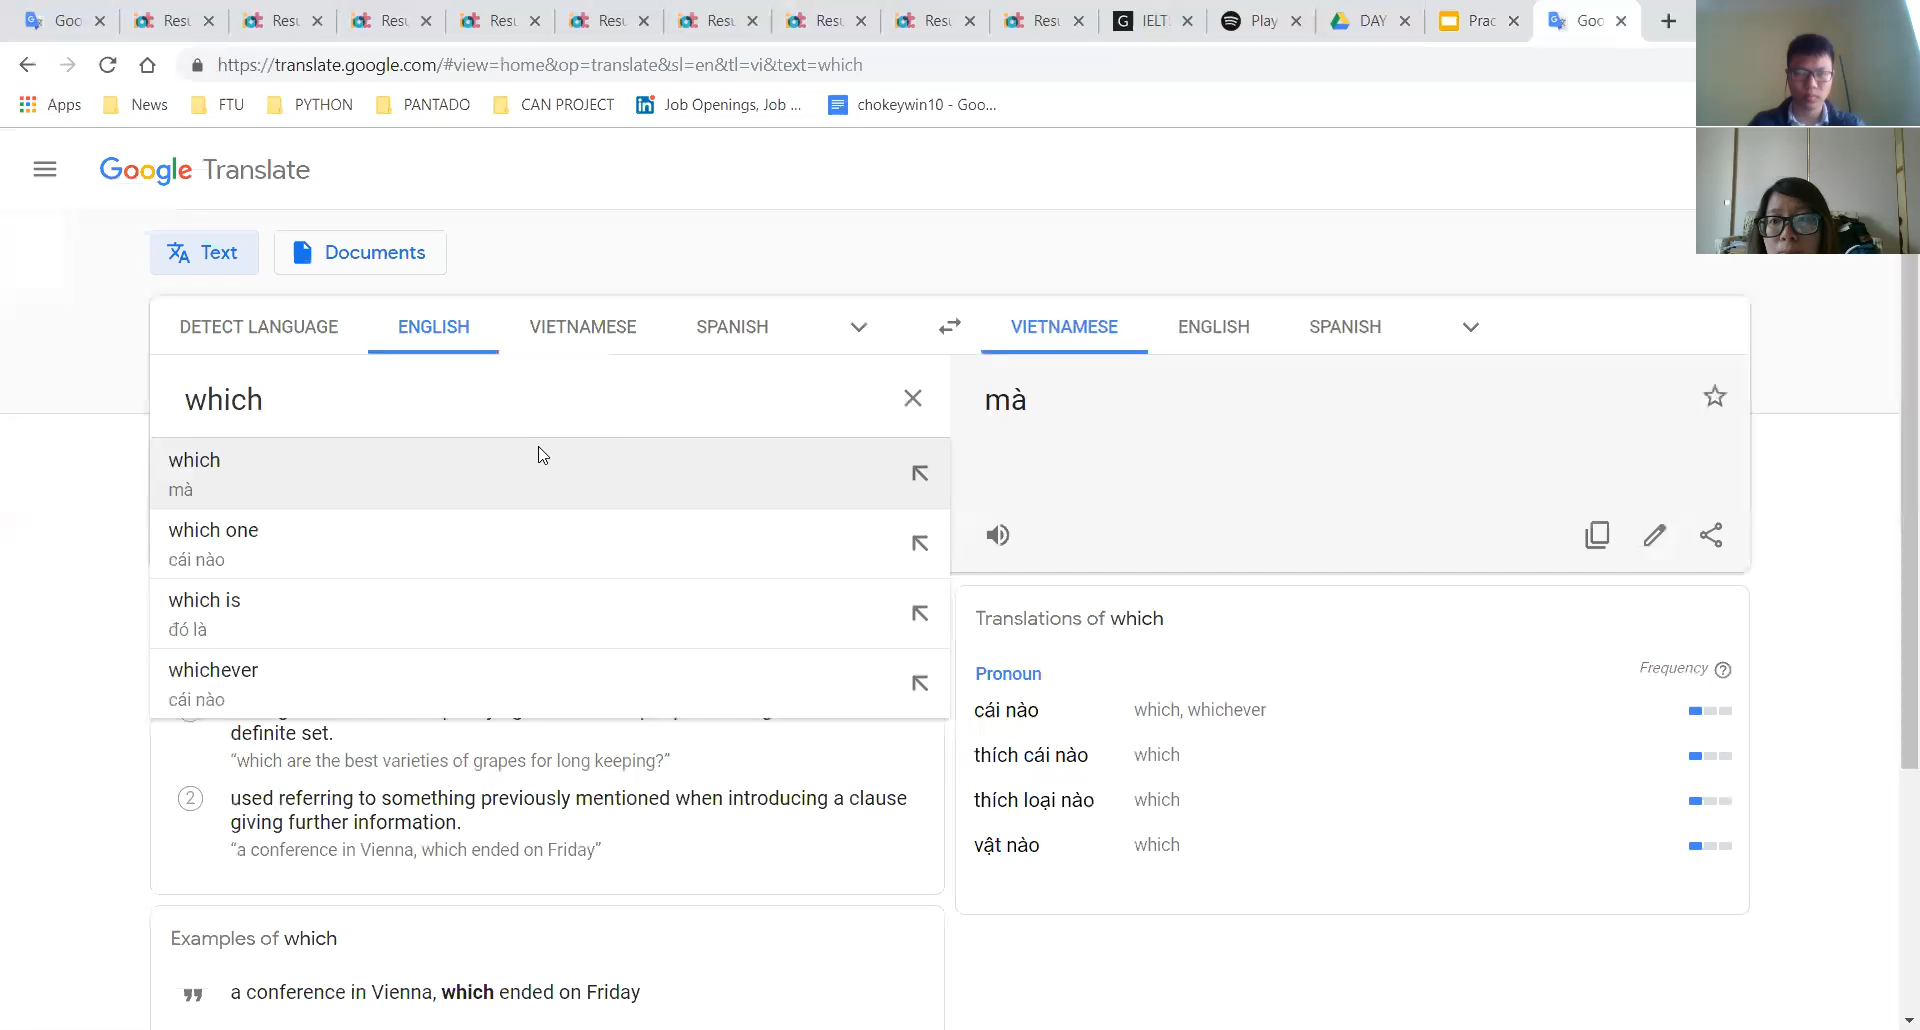 Goo
Resu
Resu
Resu
Resu
Resu
Resu
Resu
Resu
Resu
IELT
Play
DAY
Prac
Goo
https://translate.google.com/#view=home&op=translate&sl=en&tl=vi&text=which
Apps
News
FTU
PYTHON
PANTADO
CAN PROJECT
Job Openings, Job ...
chokeywin10 - Goo...
Google Translate
Text
Documents
DETECT LANGUAGE
ENGLISH
VIETNAMESE
SPANISH
VIETNAMESE
ENGLISH
SPANISH
which
mà
which
mà
which one
cái nào
which is
đó là
whichever
cái nào
definite set.
“which are the best varieties of grapes for long keeping?”
2
used referring to something previously mentioned when introducing a clause
giving further information.
“a conference in Vienna, which ended on Friday”
Examples of which
a conference in Vienna, which ended on Friday
Translations of which
Pronoun
Frequency
cái nào which, whichever
thích cái nào which
thích loại nào which
vật nào which